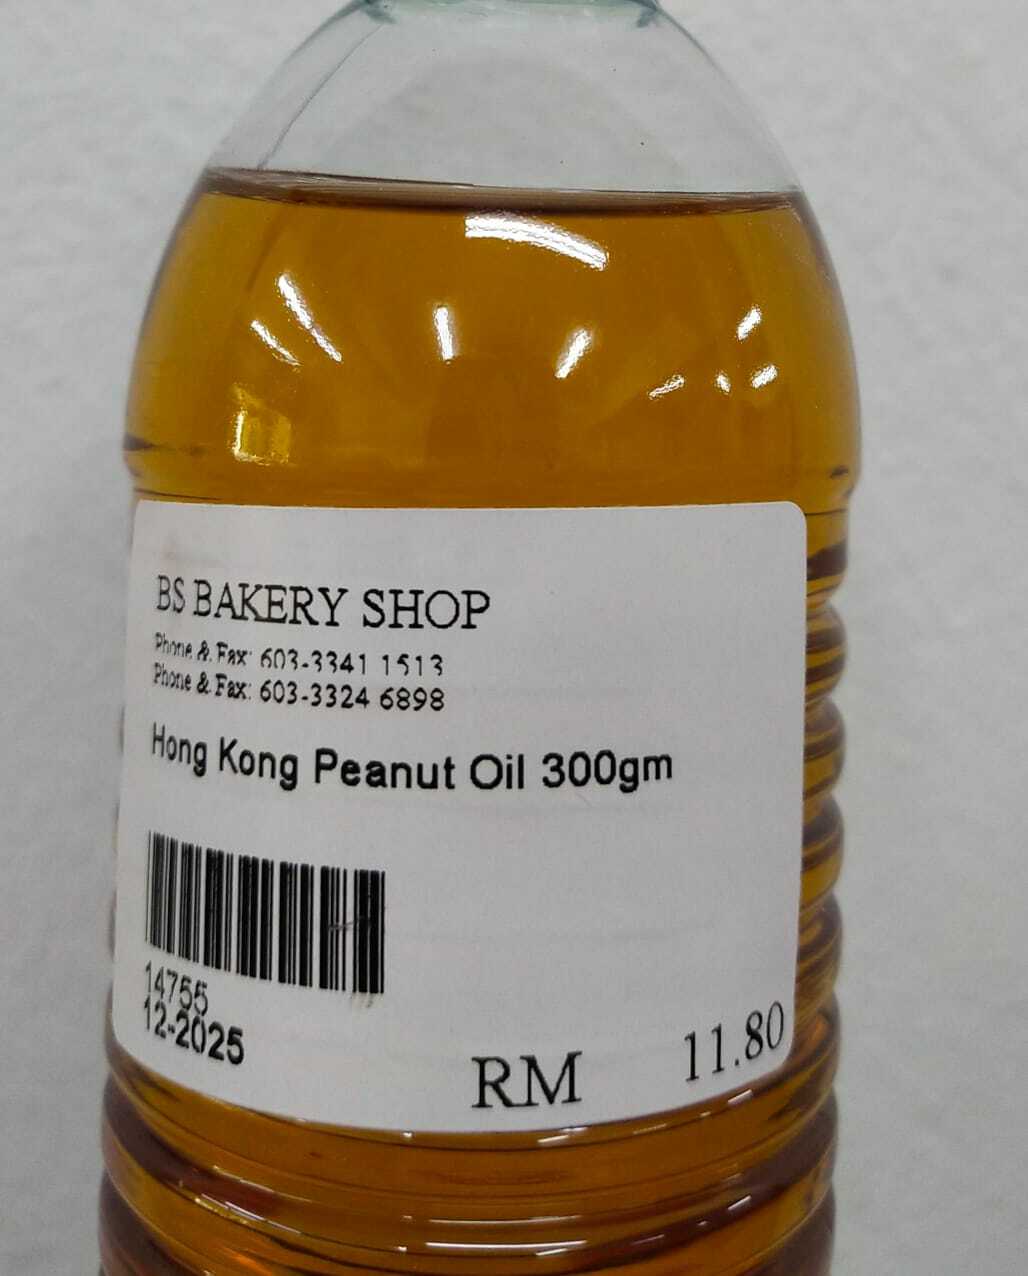 BS BAKERY SHOP
Phone & Fax: 603-3341 1513
Phone & Fax: 603-3324 6898
Hong Kong Peanut Oil 300gm
14755
12-2025
RM 11.80